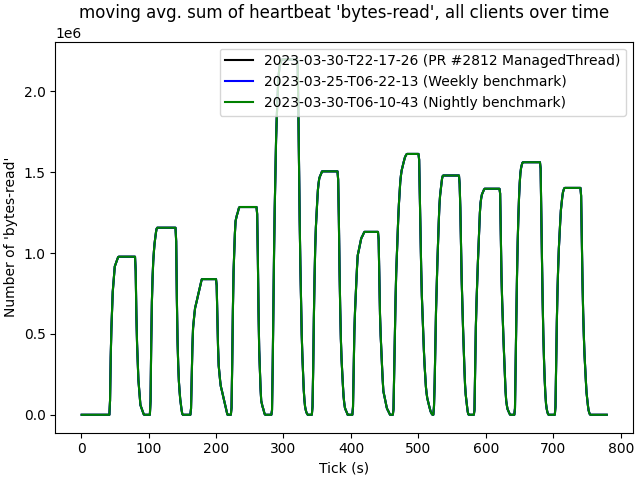 moving avg. sum of heartbeat 'bytes-read', all clients over time
1e6
2023-03-30-T22-17-26 (PR #2812 ManagedThread)
2023-03-25-T06-22-13 (Weekly benchmark)
2023-03-30-T06-10-43 (Nightly benchmark)
Number of 'bytes-read'
2.0
1.5
1.0
0.5
0.0
0 100 200 300 400 500 600 700 800
Tick (s)